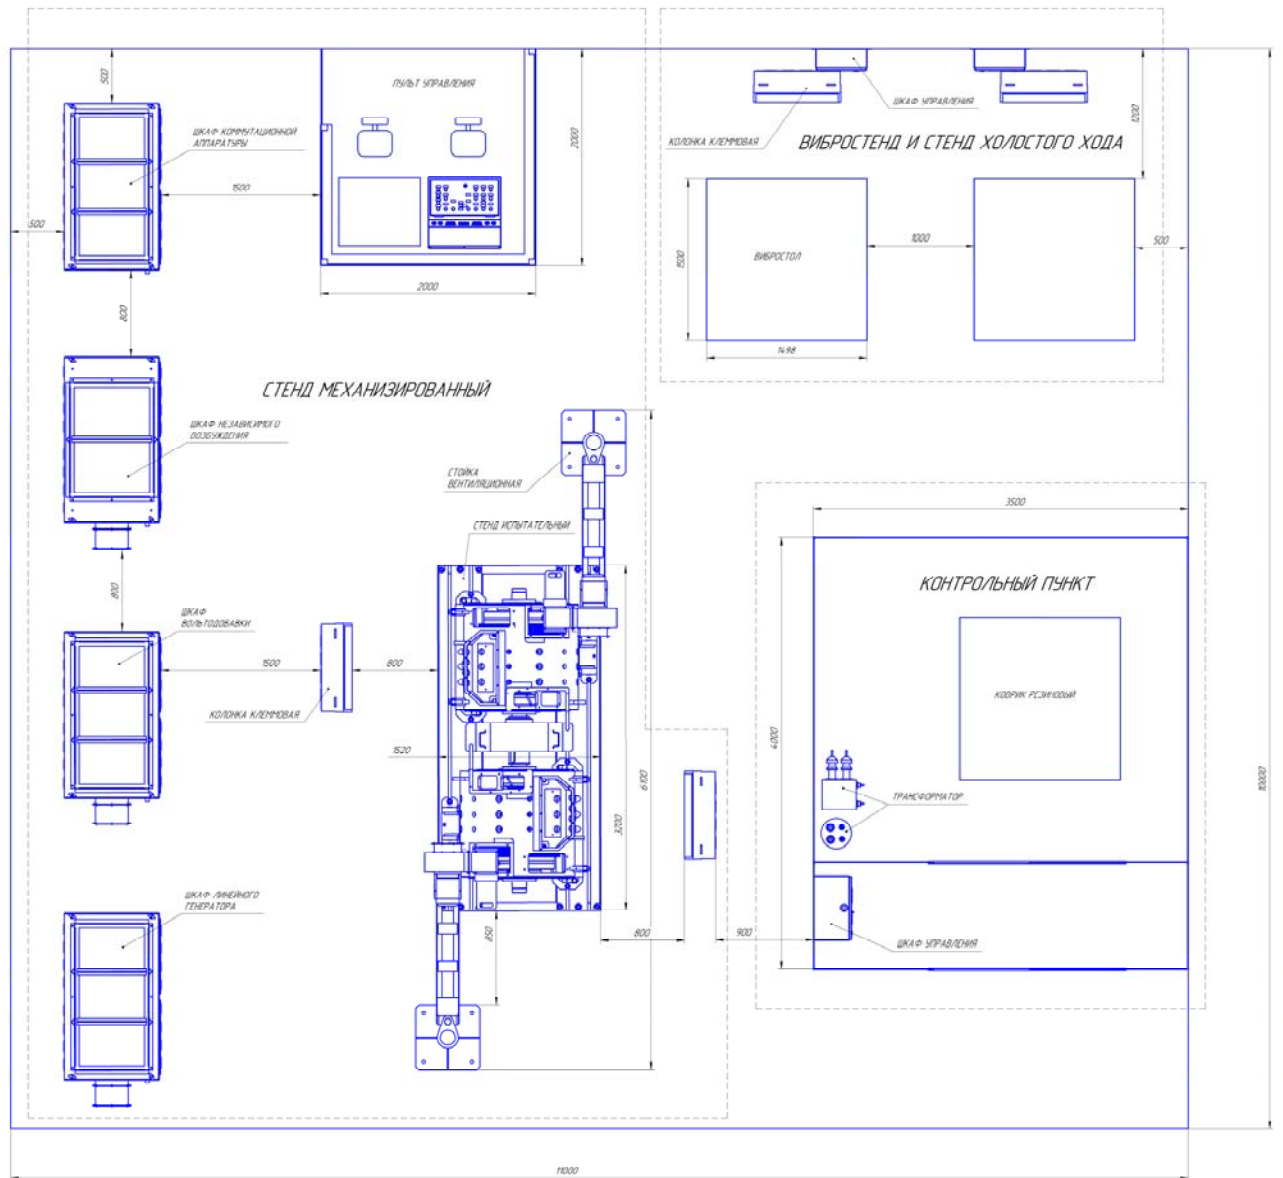 500
ПУЛЬТ УПРАВЛЕНИЯ
2000
ШКАФ КОММУТАЦИОННОЙ
АППАРАТУРЫ
1500
500
2000
800
ШКАФ УПРАВЛЕНИЯ
КОЛОНКА КЛЕММОВАЯ
1200
ВИБРОСТЕНД И СТЕНД ХОЛОСТОГО ХОДА
1000
500
1500
ВИБРОСТОЛ
1498
СТЕНД МЕХАНИЗИРОВАННЫЙ
ШКАФ НЕЗАВИСИМОГО
ВОЗБУЖДЕНИЯ
СТОЙКА
ВЕНТИЛЯЦИОННАЯ
СТЕНД ИСПЫТАТЕЛЬНЫЙ
800
ШКАФ
ВОЛЬТОДОБАВКИ
1500
800
КОЛОНКА КЛЕММОВАЯ
1520
6100
3200
3500
КОНТРОЛЬНЫЙ ПУНКТ
КОВРИК РЕЗИНОВЫЙ
4000
10000
ТРАНСФОРМАТОР
ШКАФ ЛИНЕЙНОГО
ГЕНЕРАТОРА
850
800
900
ШКАФ УПРАВЛЕНИЯ
11000